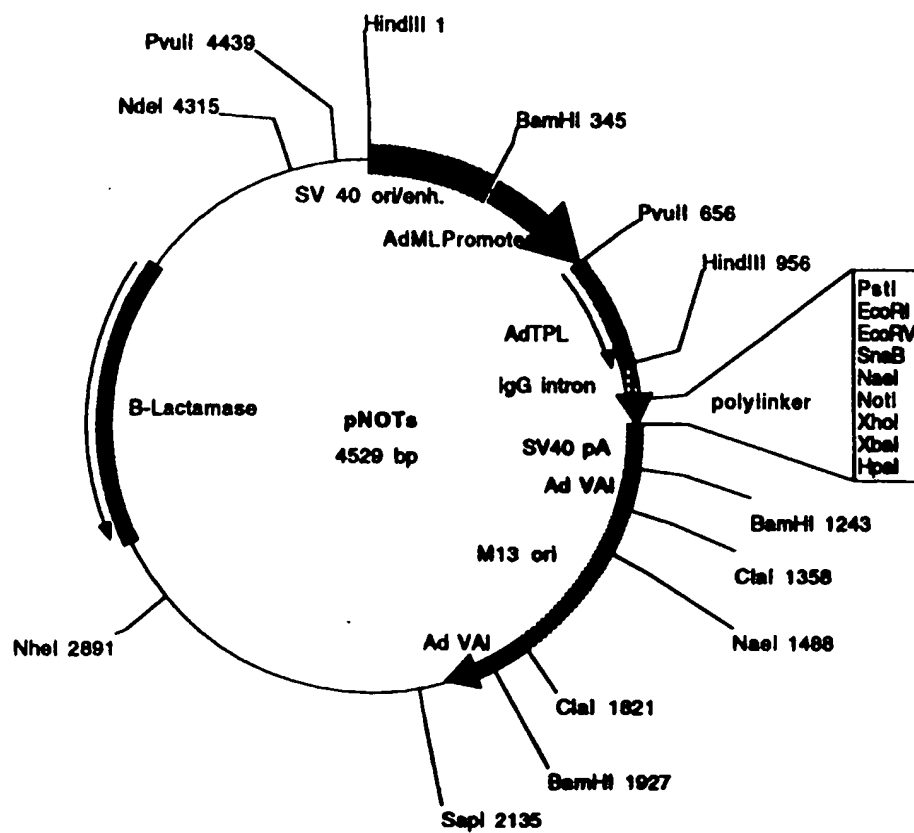 HindIII 1
PvuII 4439
NdeI 4315
BamHI 345
SV 40 ori/enh.
AdMLPromoter
PvuII 656
HindIII 956
PstI
EcoRI
EcoRV
SnaB
NaeI
NotI
XhoI
XbaI
HpaI
AdTPL
IgG intron
polylinker
B-Lactamase
pNOTs
4529 bp
SV40 pA
Ad VAI
BamHI 1243
M13 ori
ClaI 1358
NheI 2891
Ad VAI
NaeI 1488
ClaI 1821
BamHI 1927
SapI 2135